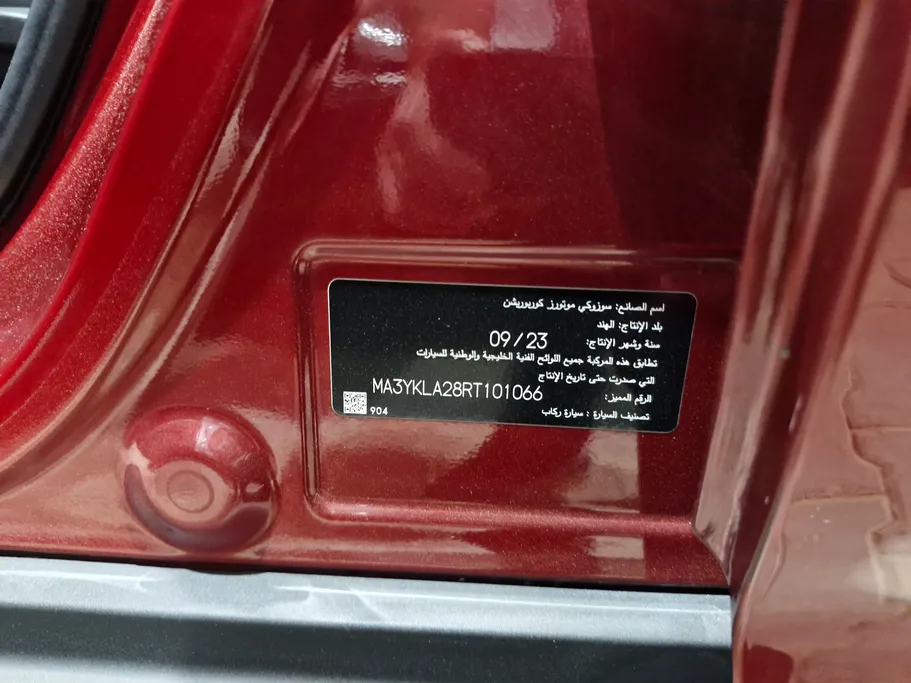 اسم الصانع: سوزوكي موتورز كوربوريشن
بلد الإنتاج: الهند
سنة وشهر الإنتاج: 09/23
تطابق هذه المركبة جميع اللوائح الفنية الخليجية والوطنية للسيارات
التي صدرت حتى تاريخ الإنتاج
الرقم المميز: MA3YKLA28RT101066
تصنيف السيارة : سيارة ركاب
904